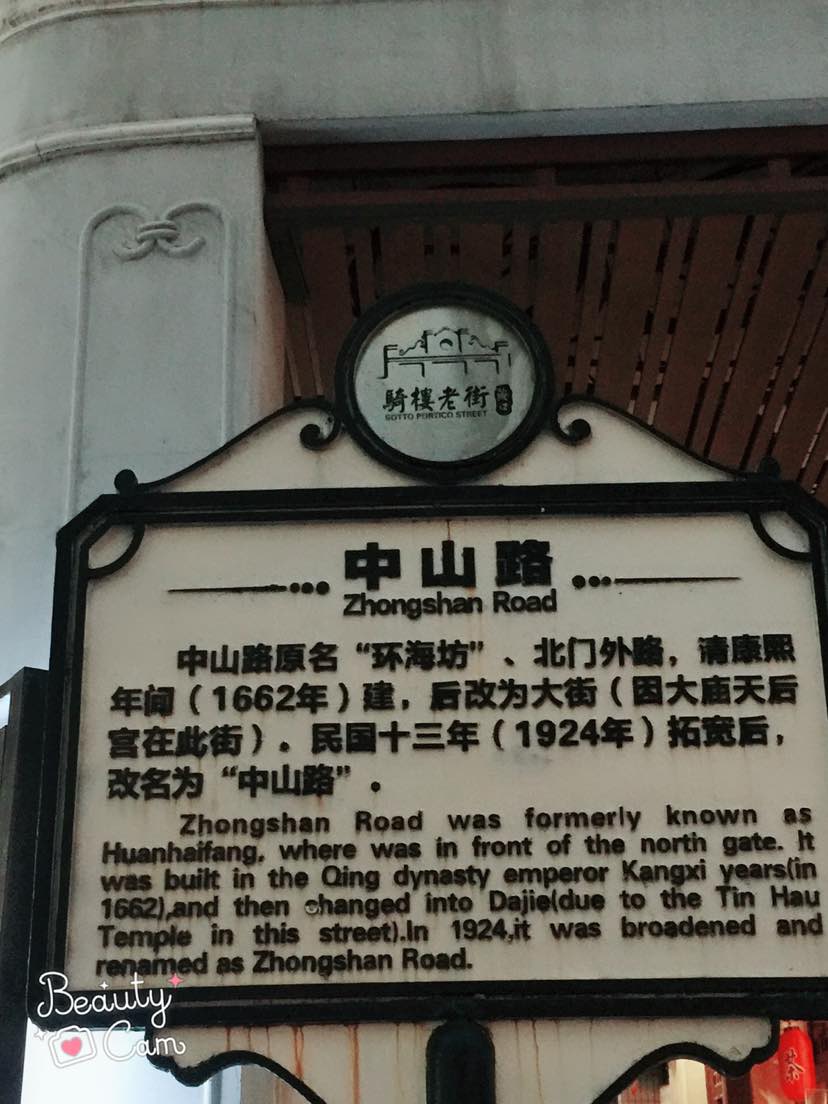 騎樓老街
SOTTO PORTICO STREET
中山路
Zhongshan Road
中山路原名“环海坊”、北门外路，清康熙
年间（1662年）建，后改为大街（因大庙天后
宫在此街）。民国十三年（1924年）拓宽后，
改名为“中山路”。
Zhongshan Road was formerly known as
Huanhaifang, where was in front of the north gate. It
was built in the Qing dynasty emperor Kangxi years(in
1662),and then changed into Dajie(due to the Tin Hau
Temple in this street).In 1924,it was broadened and
renamed as Zhongshan Road.
Beauty
Cam